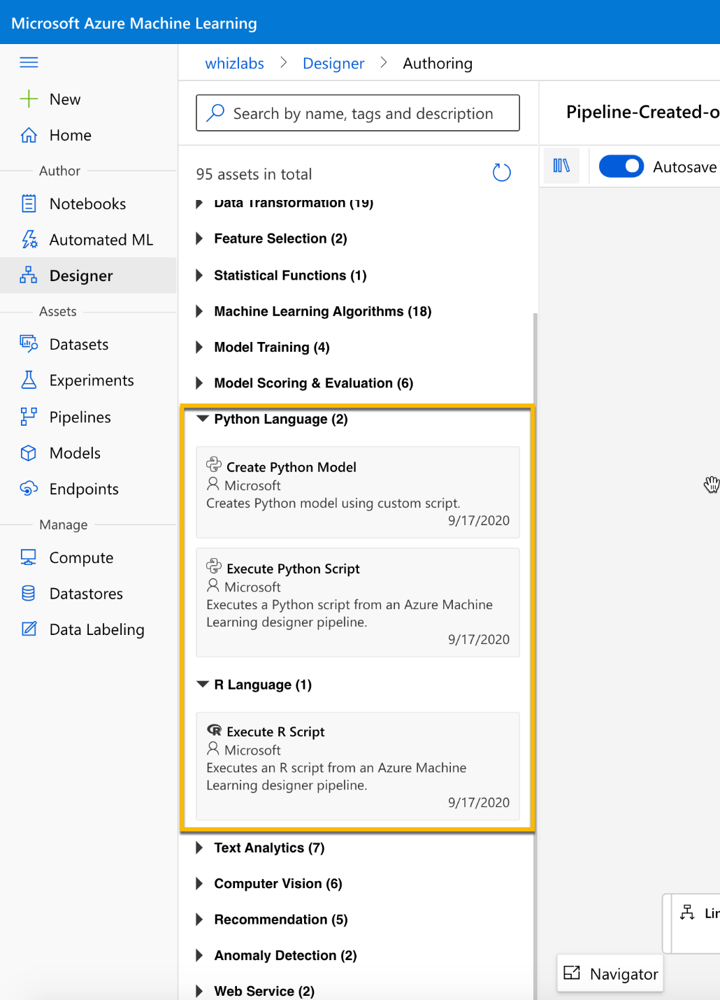 Microsoft Azure Machine Learning
New
Home
Author
Notebooks
Automated ML
Designer
Assets
Datasets
Experiments
Pipelines
Models
Endpoints
Manage
Compute
Datastores
Data Labeling
whizlabs > Designer > Authoring
Search by name, tags and description
95 assets in total
Data Transformation (19)
Feature Selection (2)
Statistical Functions (1)
Machine Learning Algorithms (18)
Model Training (4)
Model Scoring & Evaluation (6)
Python Language (2)
Create Python Model
Microsoft
Creates Python model using custom script.
9/17/2020
Execute Python Script
Microsoft
Executes a Python script from an Azure Machine
Learning designer pipeline.
9/17/2020
R Language (1)
Execute R Script
Microsoft
Executes an R script from an Azure Machine
Learning designer pipeline.
9/17/2020
Text Analytics (7)
Computer Vision (6)
Recommendation (5)
Anomaly Detection (2)
Web Service (2)
Pipeline-Created-o
Autosave
Lin
Navigator